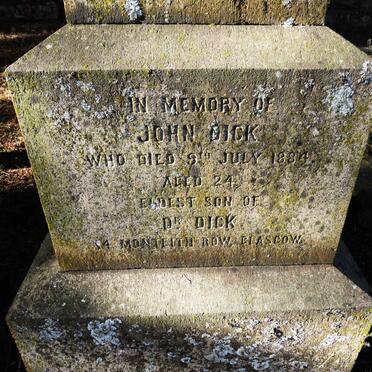 IN MEMORY OF
JOHN DICK
WHO DIED 9TH JULY 1884,
AGED 24,
ELDEST SON OF
DR DICK
54 MONTEITH ROW, GLASGOW.